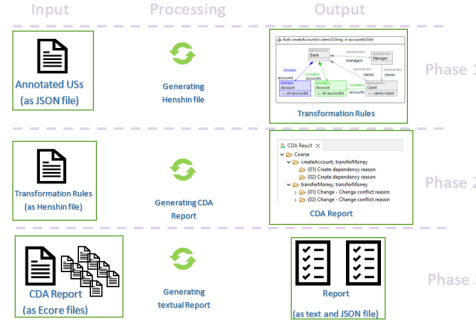 Input Processing Output
Annotated USs
(as JSON file)
Generating
Henshin file
Transformation Rules
Phase 1
Transformation Rules
(as Henshin file)
Generating CDA
Report
CDA Result
Coarse
createAccount, transferMoney
(01) Create dependency reason
(02) Create dependency reason
transferMoney, transferMoney
(01) Change - Change conflict reason
(02) Change - Change conflict reason
CDA Report
Phase 2
CDA Report
(as Ecore files)
Generating
textual Report
Report
(as text and JSON file)
Phase